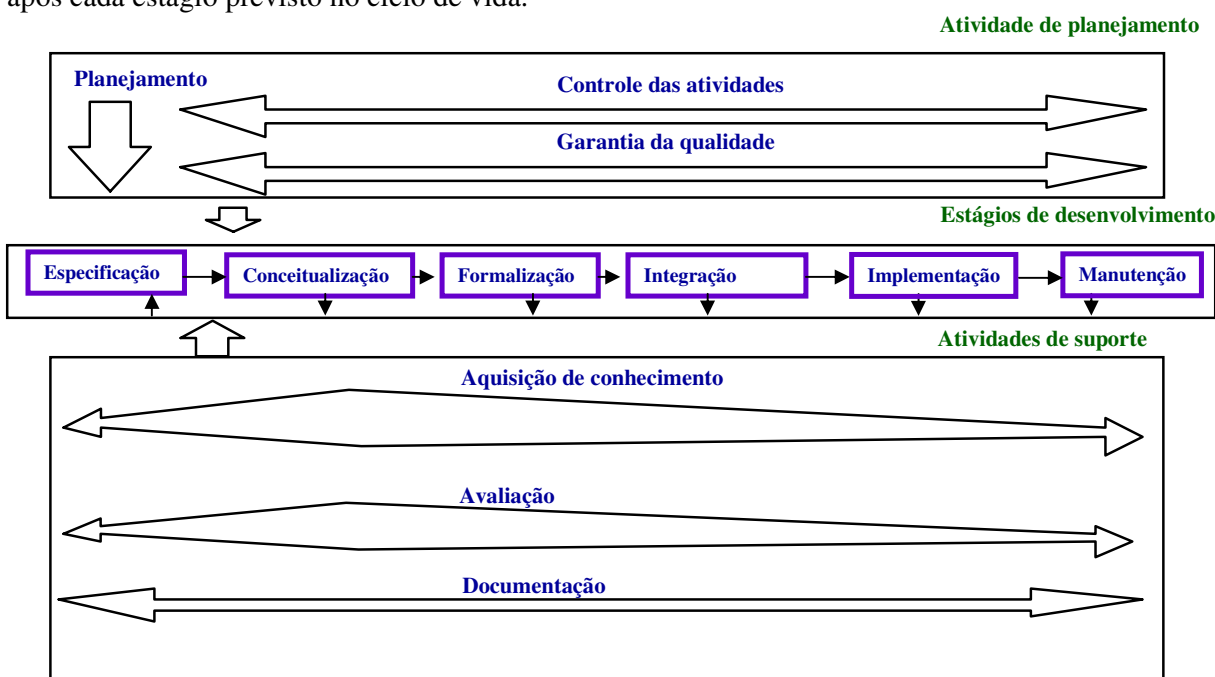 após cada estágio previsto no ciclo de vida.
Atividade de planejamento
Planejamento
Controle das atividades
Garantia da qualidade
Estágios de desenvolvimento
Especificação
Conceitualização
Formalização
Integração
Implementação
Manutenção
Atividades de suporte
Aquisição de conhecimento
Avaliação
Documentação